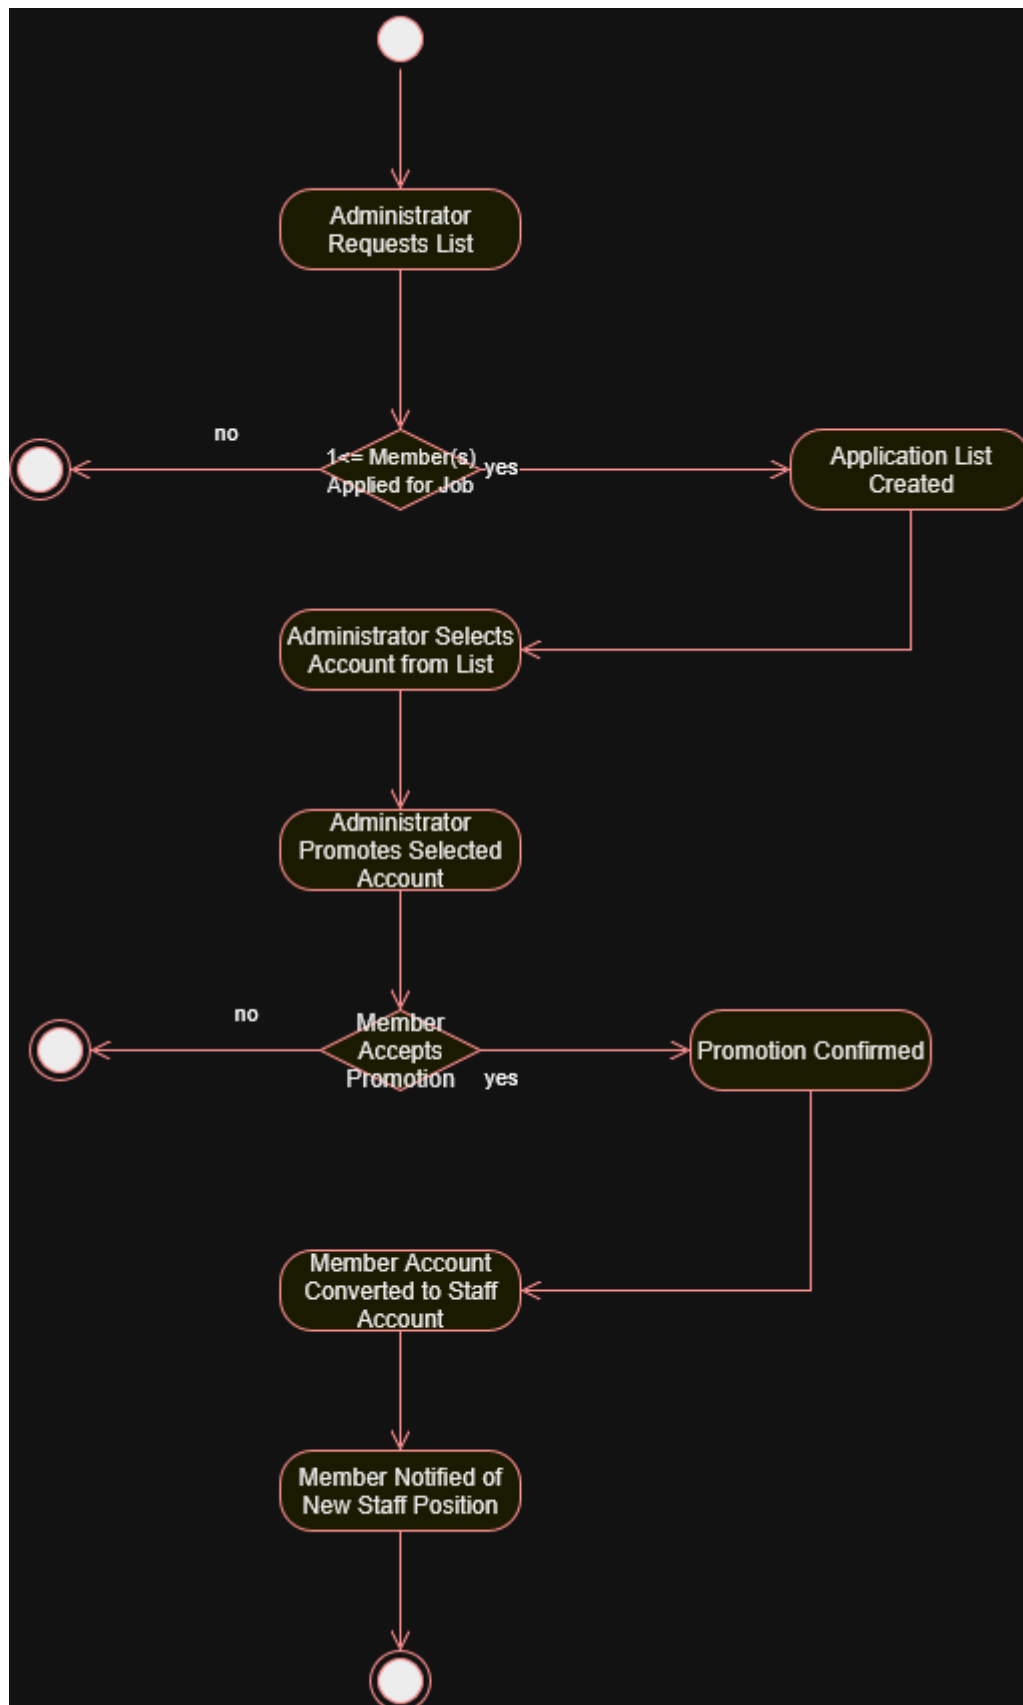 Administrator
Requests List
no
1<= Member(s)
Applied for Job
yes
Application List
Created
Administrator Selects
Account from List
Administrator
Promotes Selected
Account
no
Member
Accepts
Promotion
yes
Promotion Confirmed
Member Account
Converted to Staff
Account
Member Notified of
New Staff Position